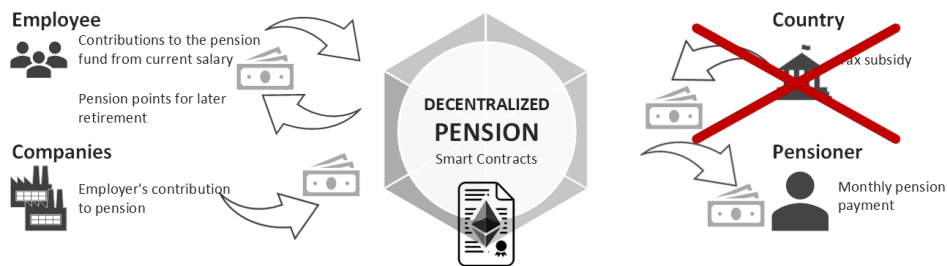 Employee
Contributions to the pension
fund from current salary
Pension points for later
retirement
Companies
Employer's contribution
to pension
DECENTRALIZED
PENSION
Smart Contracts
Country
Tax subsidy
Pensioner
Monthly pension
payment